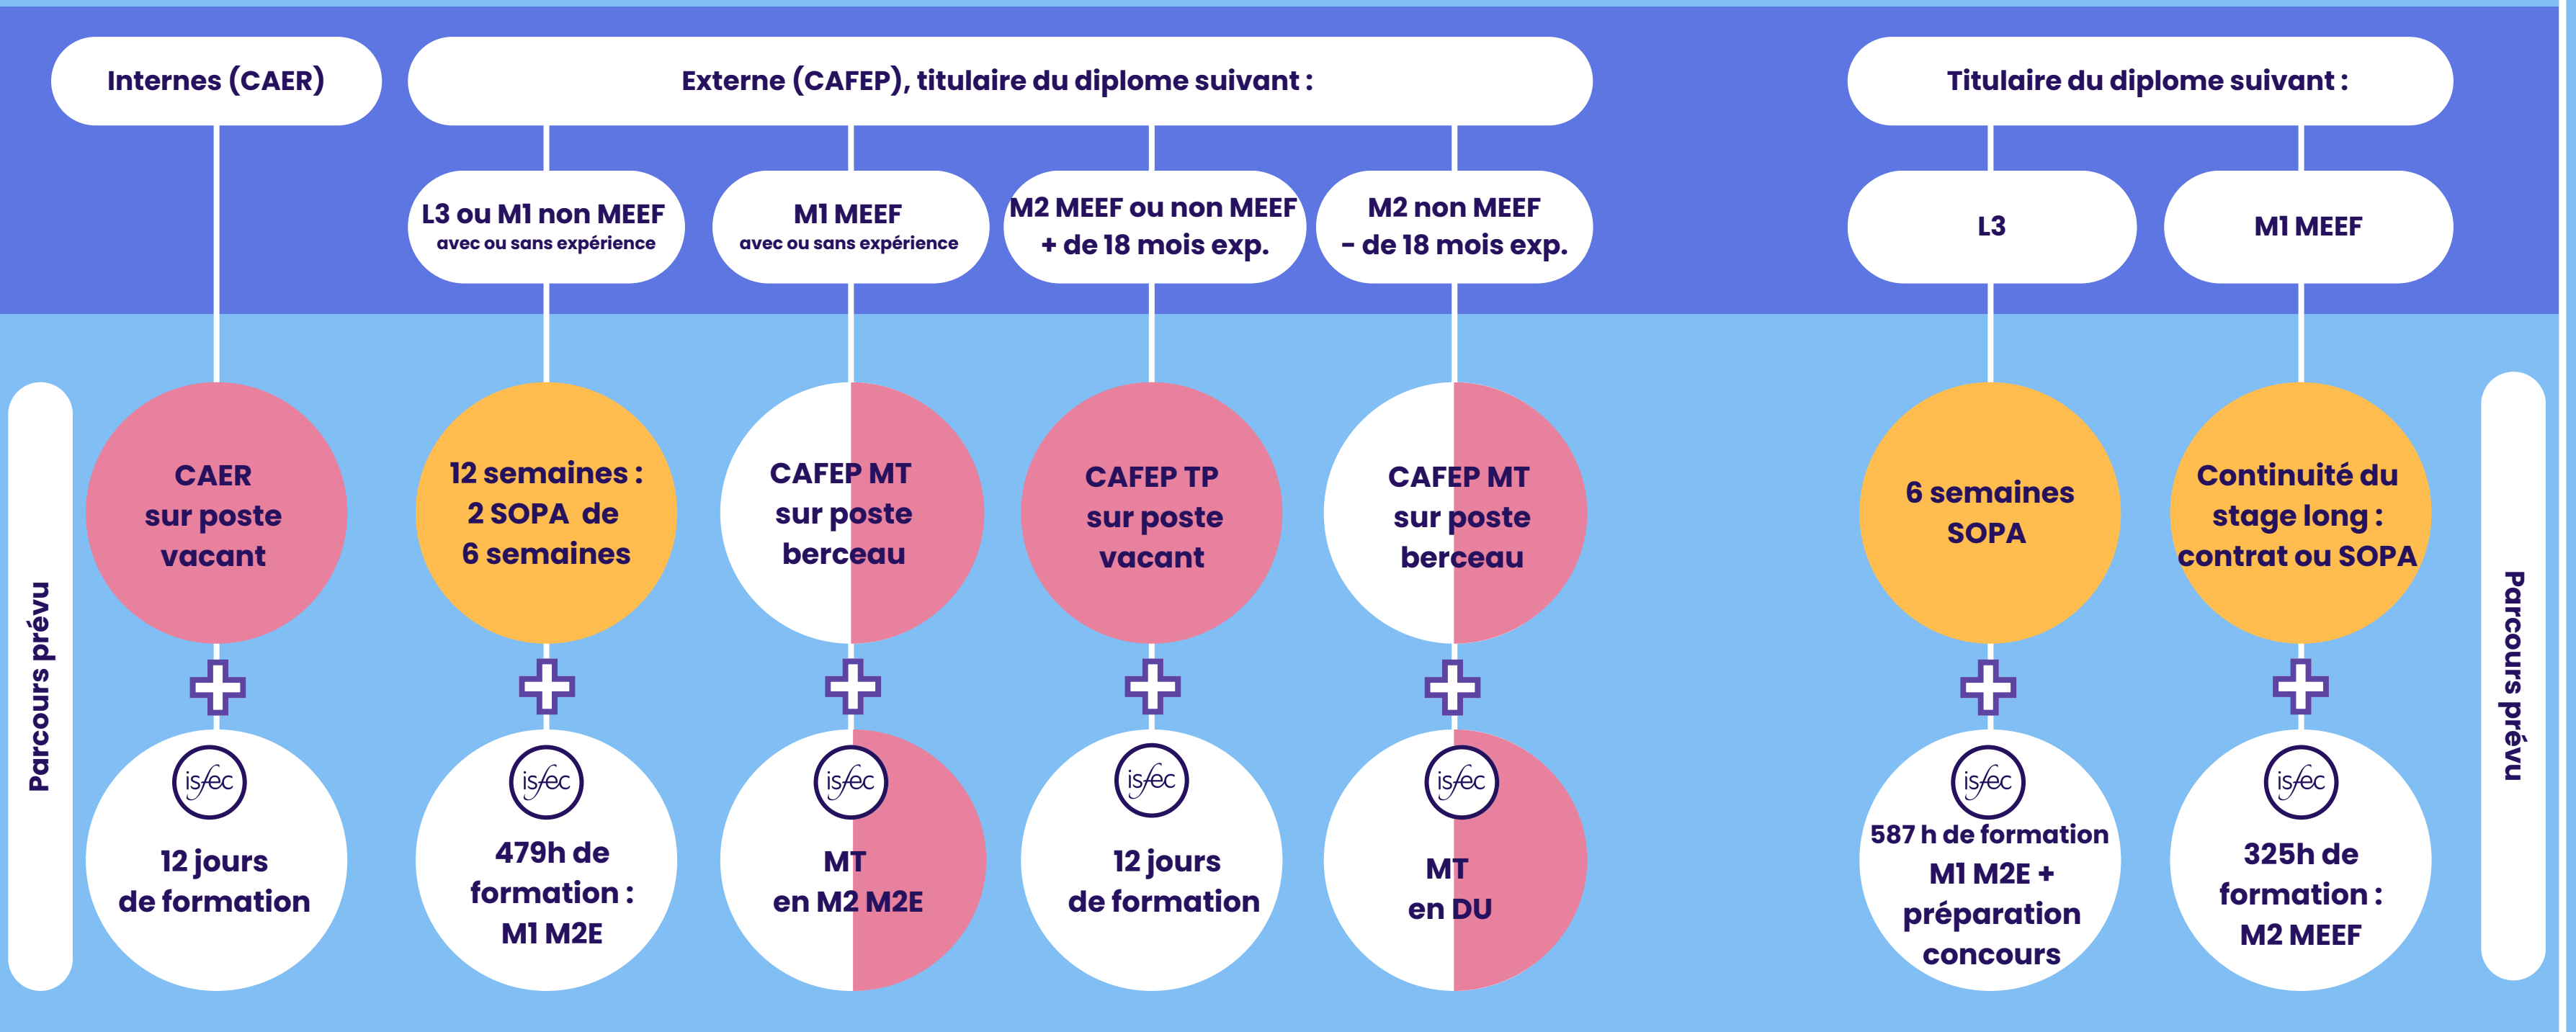 Internes (CAER)
Externe (CAFEP), titulaire du diplome suivant :
Titulaire du diplome suivant :
L3 ou M1 non MEEF
avec ou sans expérience
M1 MEEF
avec ou sans expérience
M2 MEEF ou non MEEF
+ de 18 mois exp.
M2 non MEEF
- de 18 mois exp.
L3
M1 MEEF
Parcours prévu
CAER
sur poste
vacant
12 semaines :
2 SOPA de
6 semaines
CAFEP MT
sur poste
berceau
CAFEP TP
sur poste
vacant
CAFEP MT
sur poste
berceau
6 semaines
SOPA
Continuité du
stage long :
contrat ou SOPA
Parcours prévu
isfec
12 jours
de formation
isfec
479h de
formation :
M1 M2E
isfec
MT
en M2 M2E
isfec
12 jours
de formation
isfec
MT
en DU
isfec
587 h de formation
M1 M2E +
préparation
concours
isfec
325h de
formation :
M2 MEEF